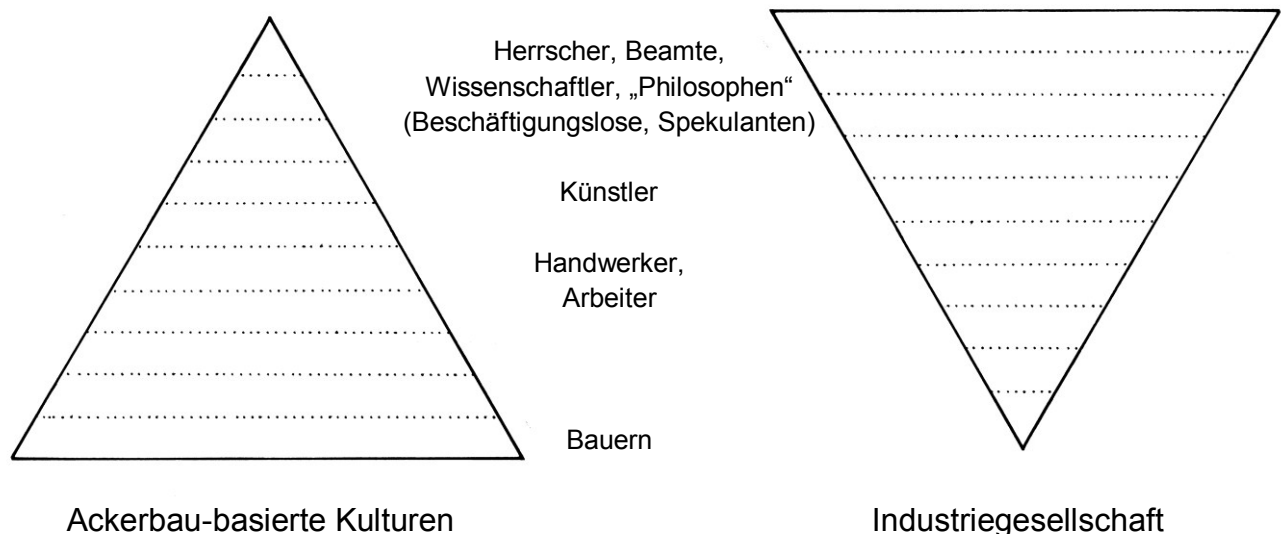 Herrscher, Beamte,
Wissenschaftler, „Philosophen“
(Beschäftigungslose, Spekulanten)
Künstler
Handwerker,
Arbeiter
Bauern
Ackerbau-basierte Kulturen
Industriegesellschaft